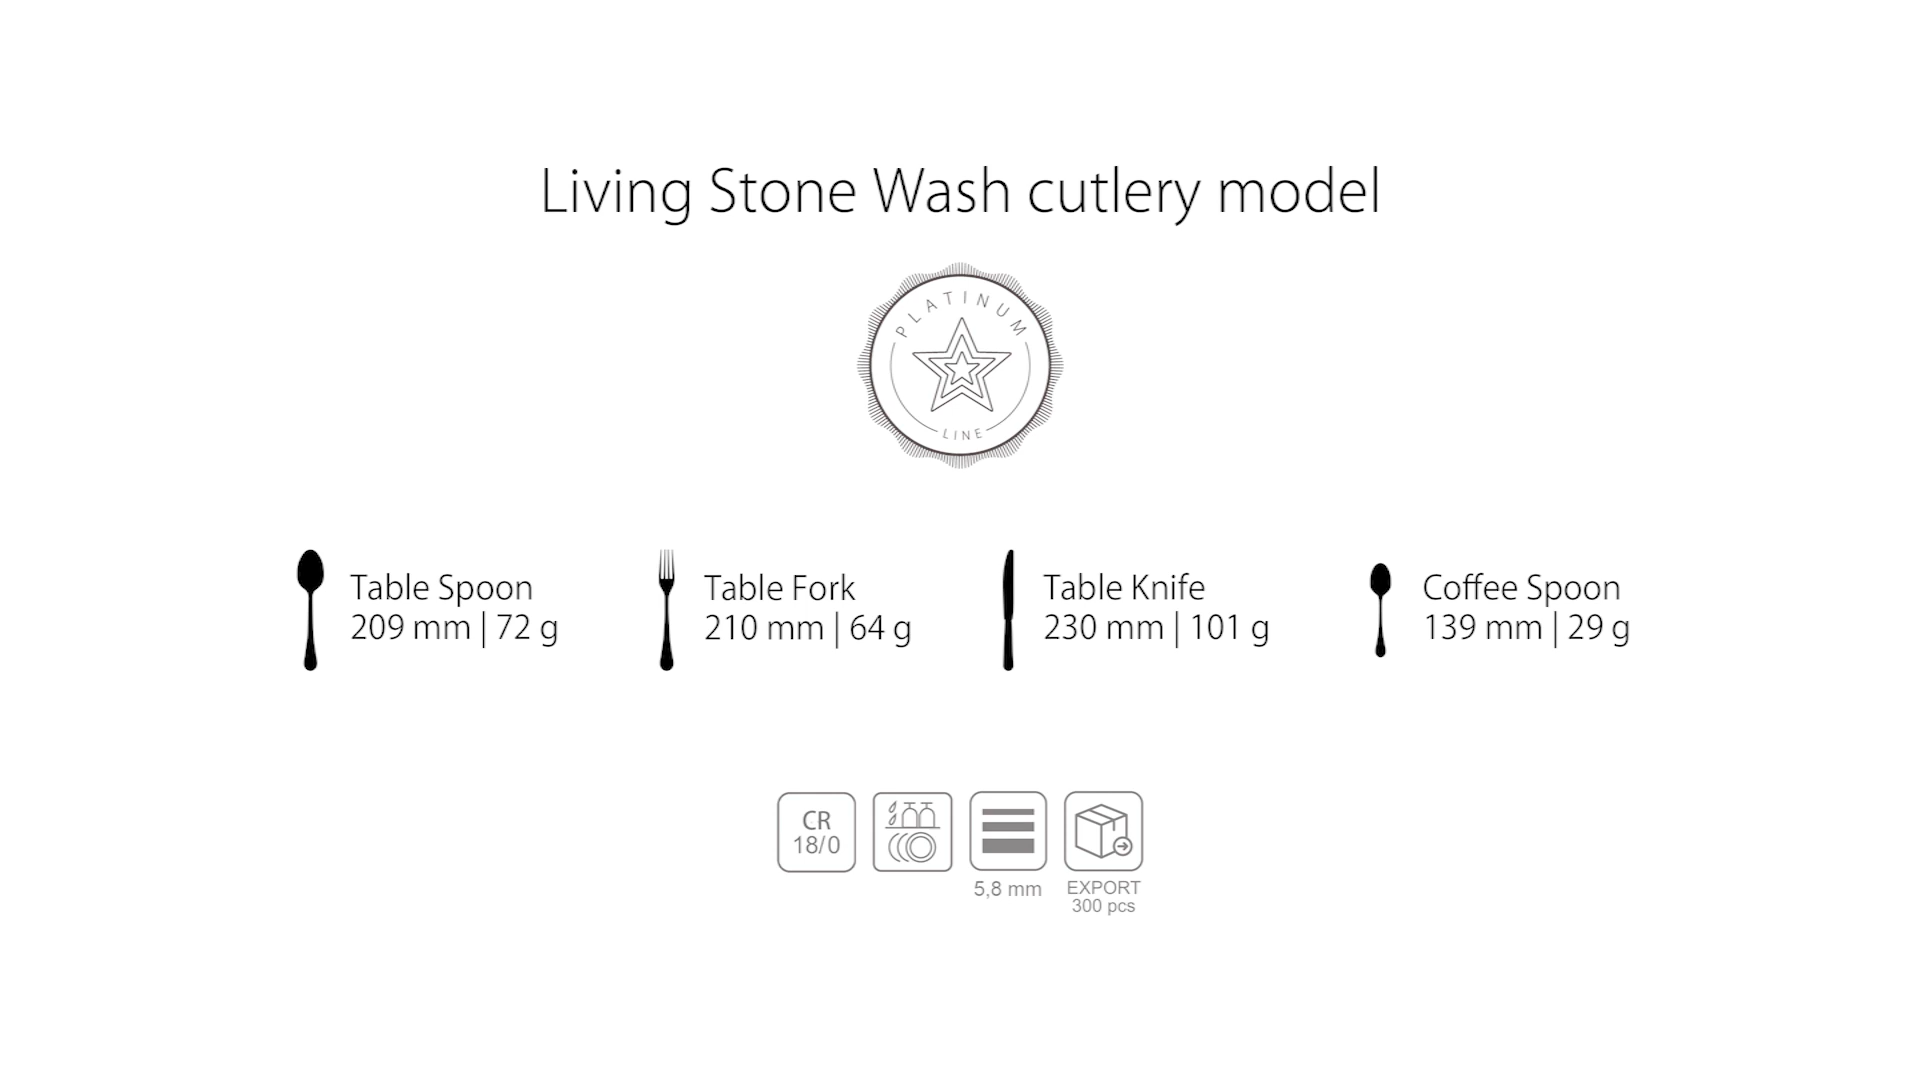 Living Stone Wash cutlery model
PLATINUM
LINE
Table Spoon
209 mm | 72 g
Table Fork
210 mm | 64 g
Table Knife
230 mm | 101 g
Coffee Spoon
139 mm | 29 g
CR
18/0
5,8 mm
EXPORT
300 pcs